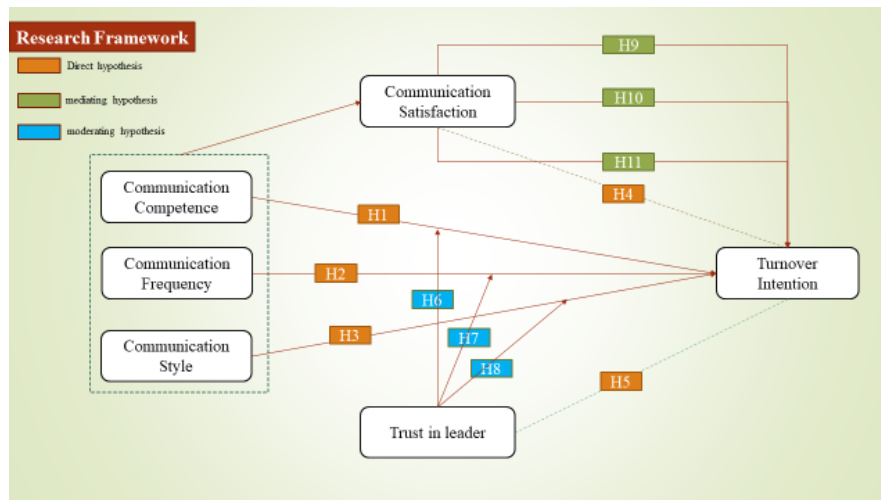 Research Framework
Direct hypothesis
mediating hypothesis
moderating hypothesis
H9
Communication
Satisfaction
H10
H11
H4
Communication
Competence
H1
Communication
Frequency
H2
H6
Turnover
Intention
Communication
Style
H3
H7
H8
H5
Trust in leader